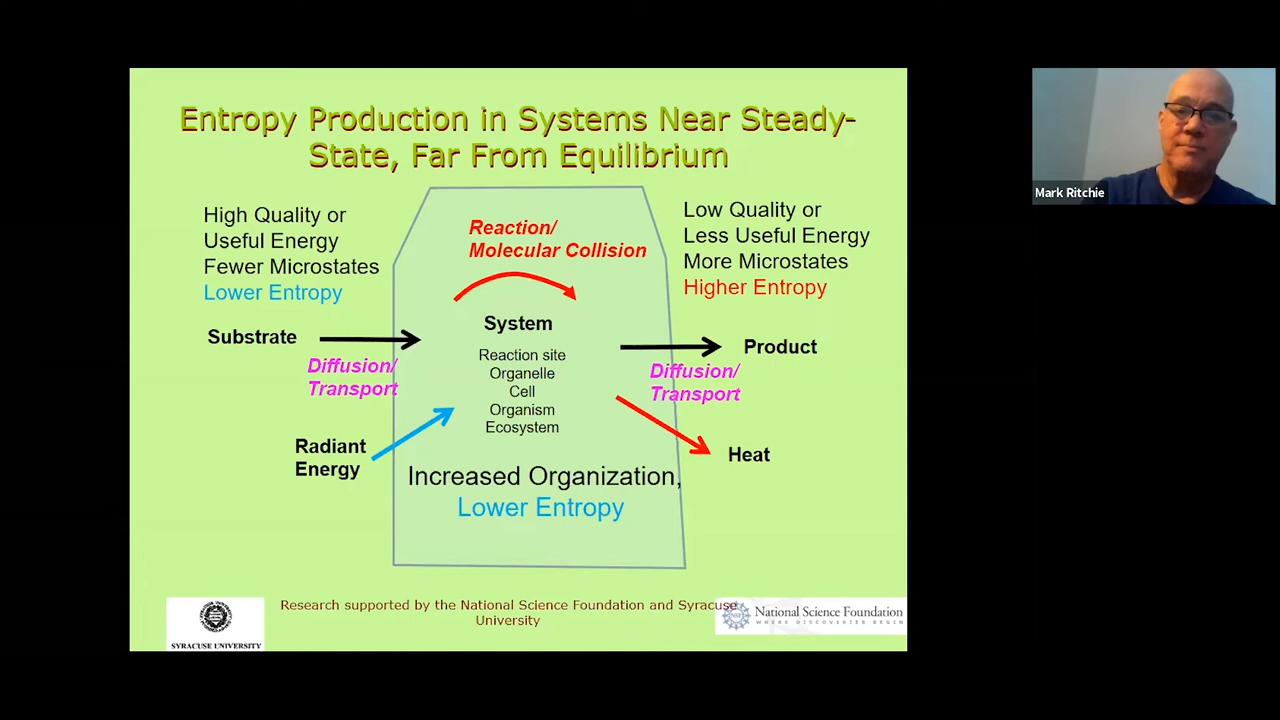 Entropy Production in Systems Near Steady-
State, Far From Equilibrium
High Quality or
Useful Energy
Fewer Microstates
Lower Entropy
Substrate
Diffusion/
Transport
Radiant
Energy
Reaction/
Molecular Collision
System
Reaction site
Organelle
Cell
Organism
Ecosystem
Increased Organization,
Lower Entropy
Low Quality or
Less Useful Energy
More Microstates
Higher Entropy
Product
Diffusion/
Transport
Heat
Research supported by the National Science Foundation and Syracuse
University
SYRACUSE UNIVERSITY
National Science Foundation
WHERE DISCOVERIES BEGIN
Mark Ritchie